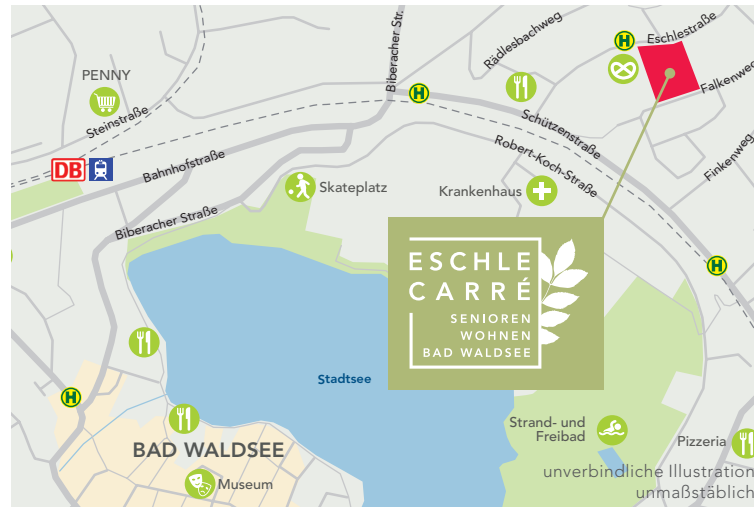 Biberacher Str.
Rädlesbachweg
Eschlestraße
H
PENNY
Falkenweg
H
Steinstraße
Schützenstraße
Robert-Koch-Straße
Finkenweg
DB
Bahnhofstraße
Skateplatz
Krankenhaus
Biberacher Straße
ESCHLE
CARRÉ
SENIOREN
WOHNEN
BAD WALDSEE
H
Stadtsee
H
Strand- und
Freibad
Pizzeria
BAD WALDSEE
unverbindliche Illustration
Museum
unmaßstäblich